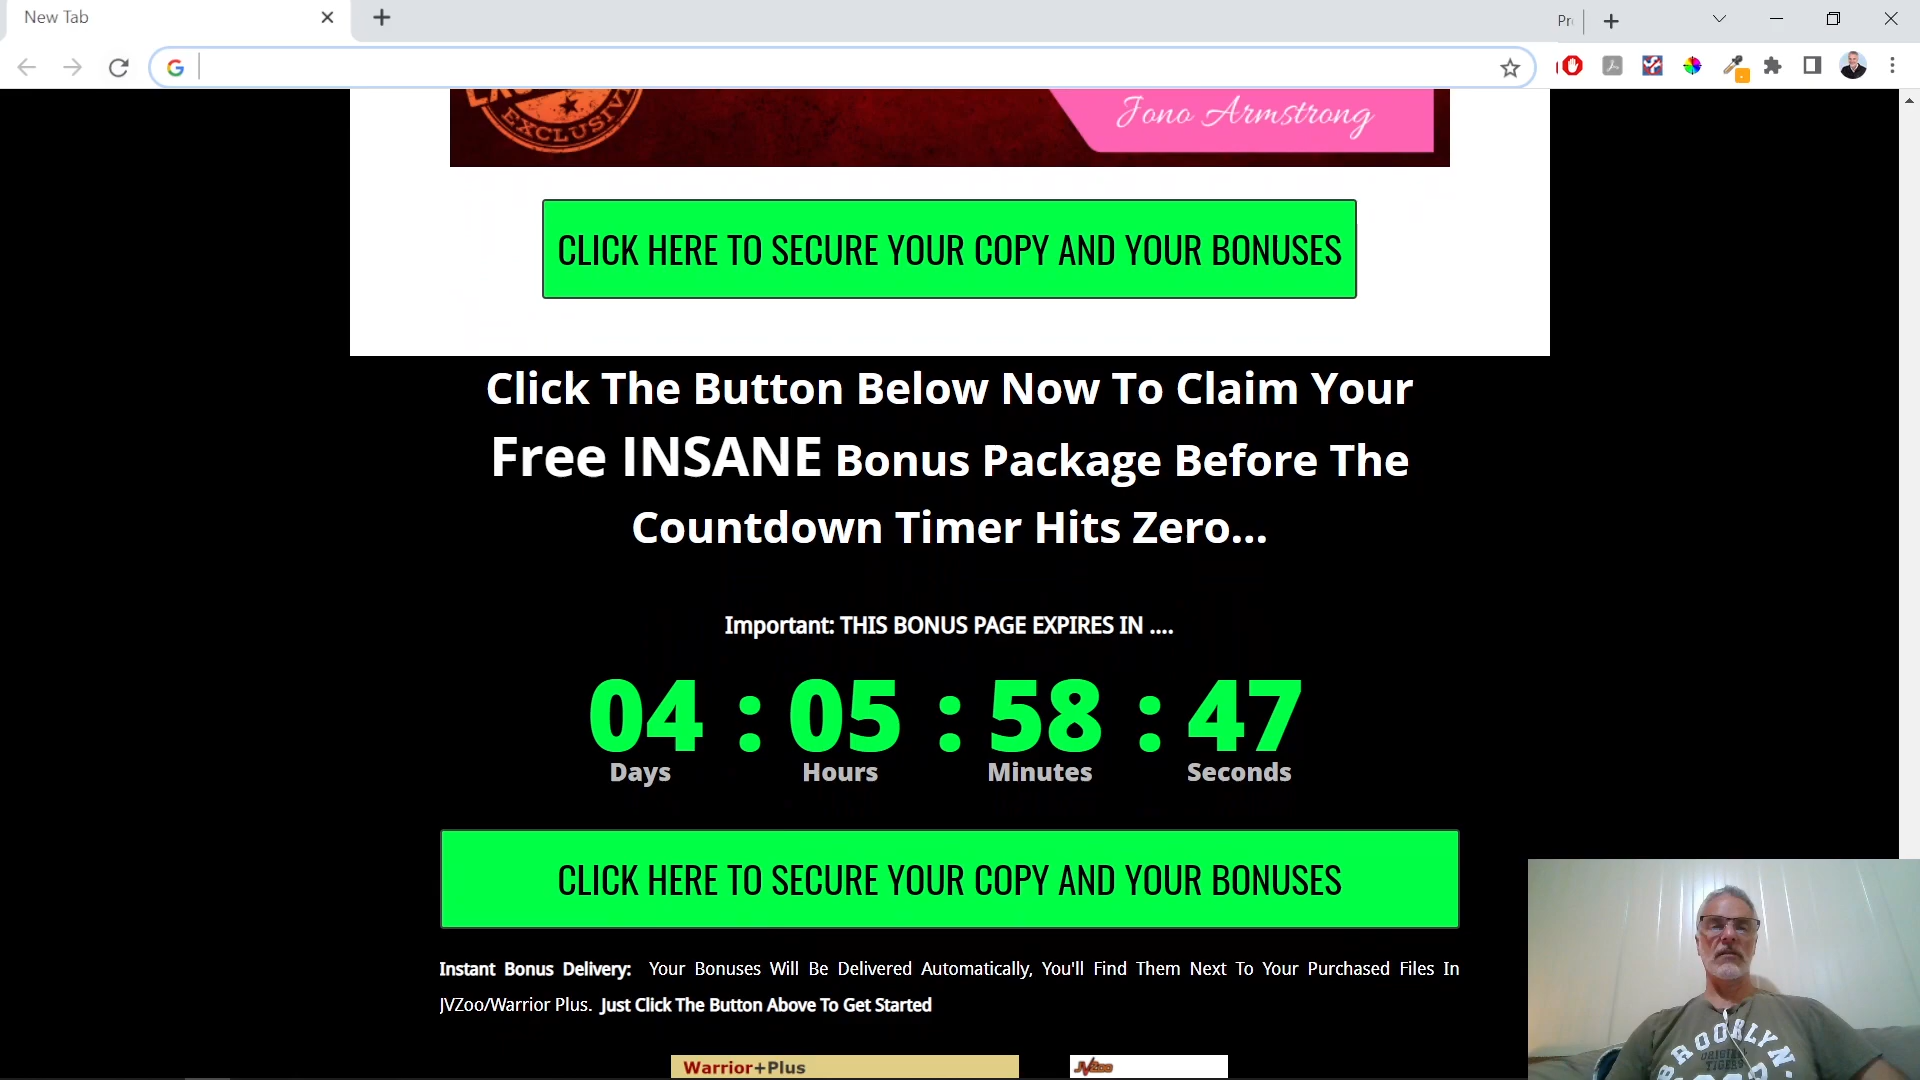 New Tab
EXCLUSIVE
Jono Armstrong
CLICK HERE TO SECURE YOUR COPY AND YOUR BONUSES
Click The Button Below Now To Claim Your
Free INSANE Bonus Package Before The
Countdown Timer Hits Zero...
Important: THIS BONUS PAGE EXPIRES IN ....
04 : 05 : 58 : 47
Days Hours Minutes Seconds
CLICK HERE TO SECURE YOUR COPY AND YOUR BONUSES
Instant Bonus Delivery: Your Bonuses Will Be Delivered Automatically, You'll Find Them Next To Your Purchased Files In
JVZoo/Warrior Plus. Just Click The Button Above To Get Started
Warrior+Plus
JVZoo
BROOKLYN
ORIGINAL
TIGERS